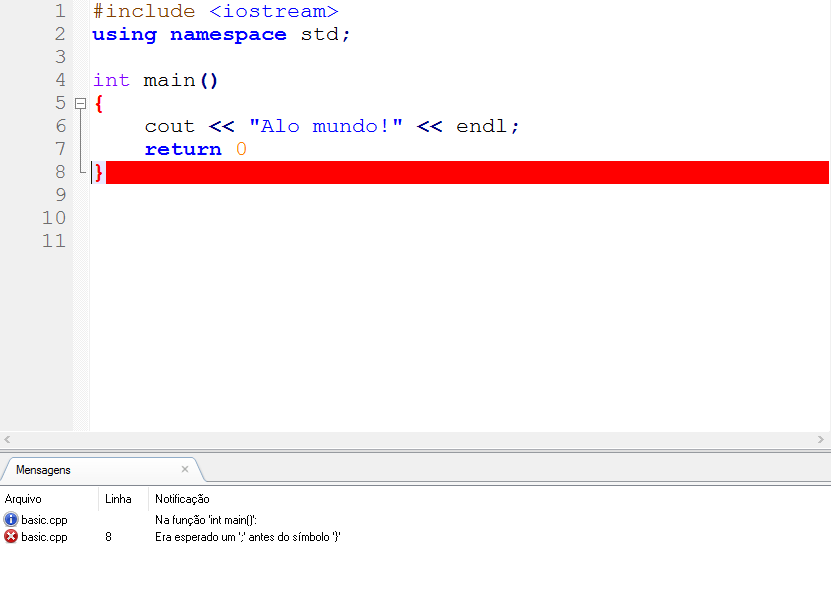 1 #include <iostream>
2 using namespace std;
3
4 int main()
5 {
6 cout << "Alo mundo!" << endl;
7 return 0
8 }
9
10
11
Mensagens
Arquivo Linha Notificação
basic.cpp Na função 'int main()':
basic.cpp 8 Era esperado um ';' antes do símbolo '}'